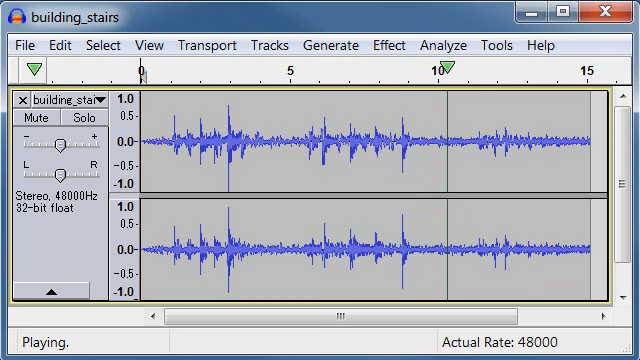 building_stairs
File Edit Select View Transport Tracks Generate Effect Analyze Tools Help
0 5 10 15
building_stai
Mute Solo
- +
L R
Stereo, 48000Hz
32-bit float
1.0
0.5
0.0
-0.5
-1.0
1.0
0.5
0.0
-0.5
-1.0
Playing.
Actual Rate: 48000